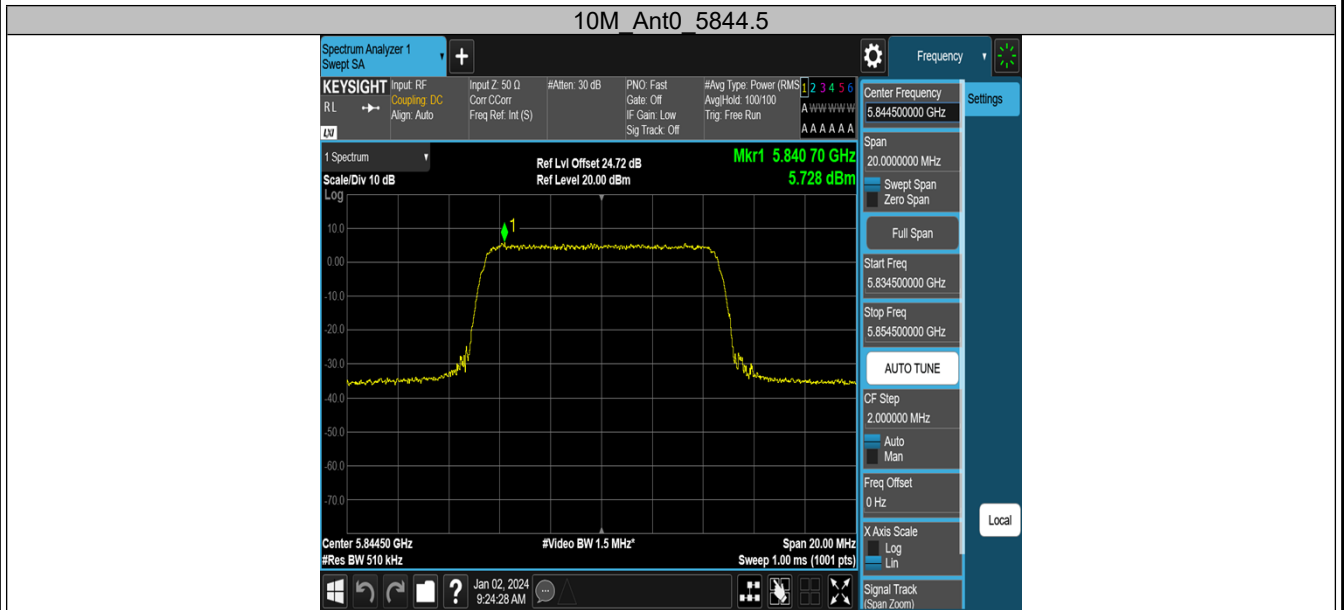 10M_Ant0_5844.5
Spectrum Analyzer 1
Swept SA
+
Frequency
KEYSIGHT
RL
LXI
Input: RF
Coupling: DC
Align: Auto
Input Z: 50 Ω
Corr CCorr
Freq Ref: Int (S)
#Atten: 30 dB
PNO: Fast
Gate: Off
IF Gain: Low
Sig Track: Off
#Avg Type: Power (RMS
Avg|Hold: 100/100
Trig: Free Run
1 2 3 4 5 6
A W W W W W
A A A A A A
1 Spectrum
Scale/Div 10 dB
Log
Ref Lvl Offset 24.72 dB
Ref Level 20.00 dBm
Mkr1 5.840 70 GHz
5.728 dBm
1
10.0
0.00
-10.0
-20.0
-30.0
-40.0
-50.0
-60.0
-70.0
Center 5.84450 GHz
#Res BW 510 kHz
#Video BW 1.5 MHz*
Span 20.00 MHz
Sweep 1.00 ms (1001 pts)
?
Jan 02, 2024
9:24:28 AM
Center Frequency
5.844500000 GHz
Span
20.0000000 MHz
Swept Span
Zero Span
Full Span
Start Freq
5.834500000 GHz
Stop Freq
5.854500000 GHz
AUTO TUNE
CF Step
2.000000 MHz
Auto
Man
Freq Offset
0 Hz
X Axis Scale
Log
Lin
Signal Track
(Span Zoom)
Settings
Local